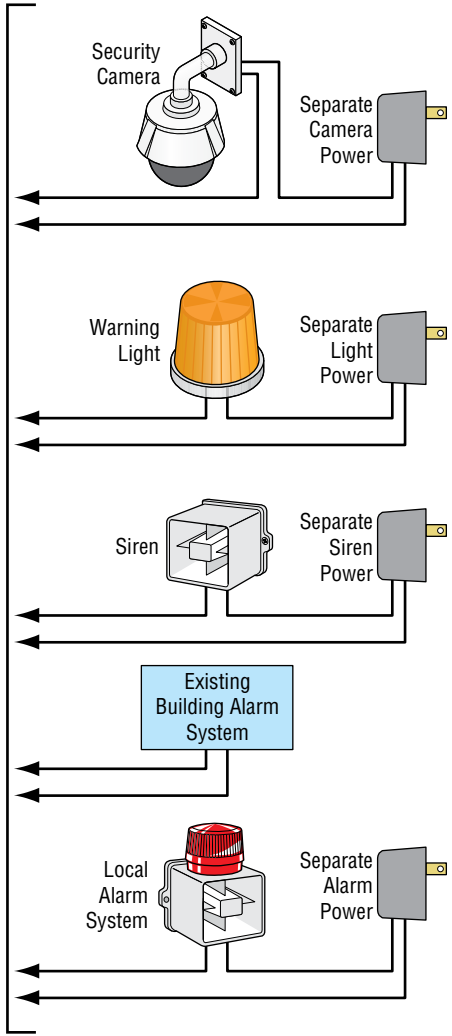 Security
Camera
Separate
Camera
Power
Warning
Light
Separate
Light
Power
Siren
Separate
Siren
Power
Existing
Building Alarm
System
Local
Alarm
System
Separate
Alarm
Power